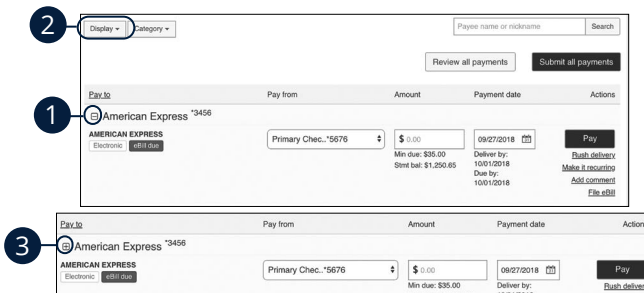 2
Display Category
Payee name or nickname Search
Review all payments Submit all payments
Pay to Pay from Amount Payment date Actions
1
American Express *3456
AMERICAN EXPRESS
Electronic eBill due
Primary Chec..*5676
$ 0.00
09/27/2018
Pay
Min due: $35.00
Stmt bal: $1,250.65
Deliver by:
10/01/2018
Due by:
10/01/2018
Rush delivery
Make it recurring
Add comment
File eBill
Pay to Pay from Amount Payment date Action
3
American Express *3456
AMERICAN EXPRESS
Electronic eBill due
Primary Chec..*5676
$ 0.00
09/27/2018
Pay
Min due: $35.00
Deliver by:
Rush deliver